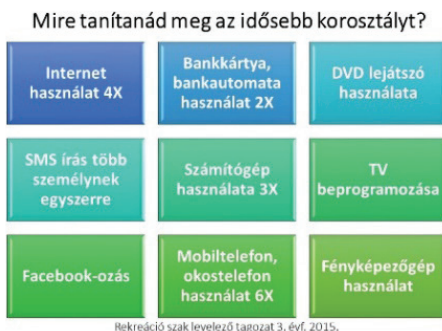 Mire tanítanád meg az idősebb korosztályt?
Internet
használat 4X
Bankkártya,
bankautomata
használat 2X
DVD lejátszó
használata
SMS írás több
személynek
egyszerre
Számítógép
használata 3X
TV
beprogramozása
Facebook-ozás
Mobiltelefon,
okostelefon
használat 6X
Fényképezőgép
használat
Rekreáció szak levelező tagozat 3. évf. 2015.